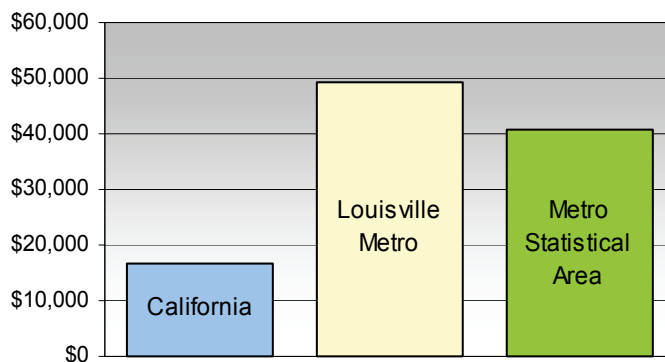 $60,000
$50,000
$40,000
$30,000
$20,000
$10,000
$0
California
Louisville
Metro
Metro
Statistical
Area